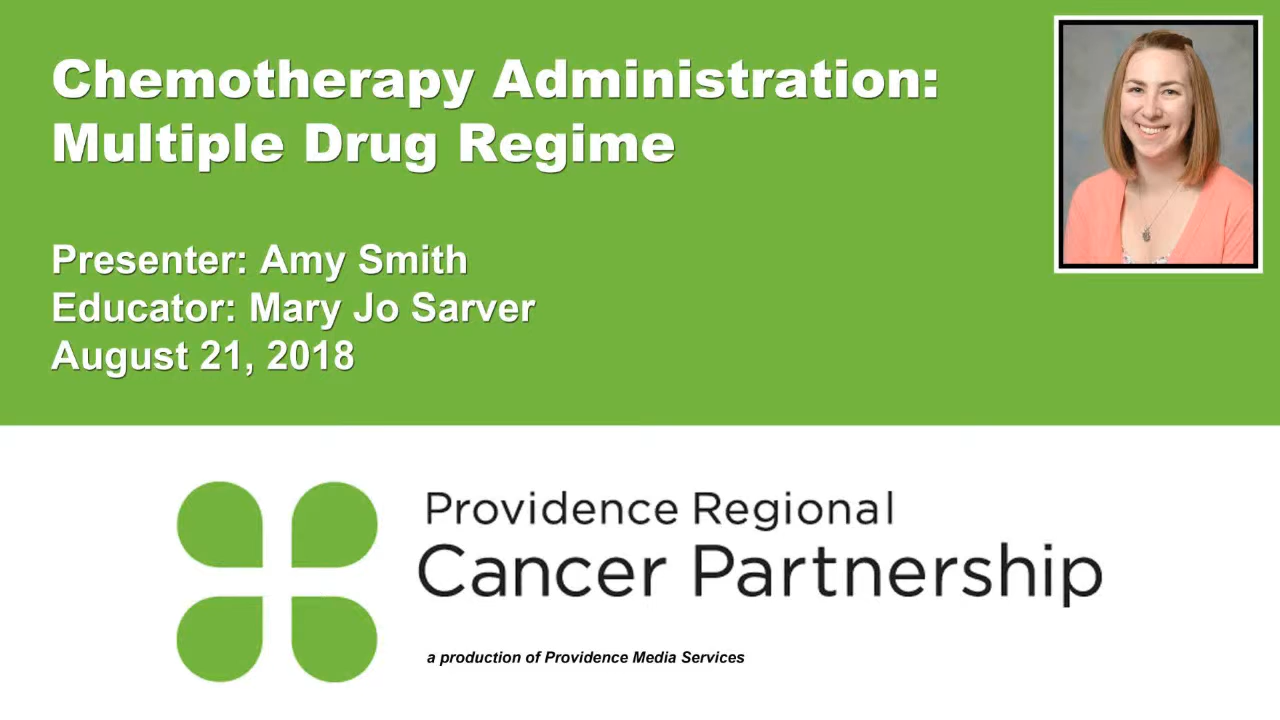 Chemotherapy Administration:
Multiple Drug Regime
Presenter: Amy Smith
Educator: Mary Jo Sarver
August 21, 2018
Providence Regional
Cancer Partnership
a production of Providence Media Services